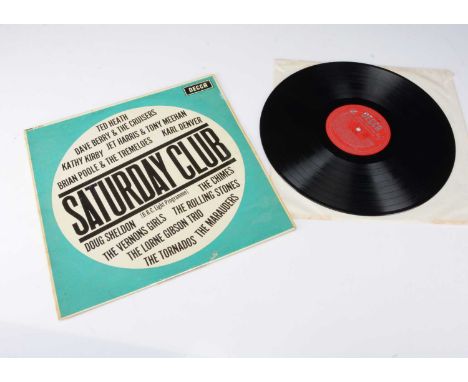 DECCA
TED HEATH
DAVE BERRY & THE CRUISERS
KATHY KIRBY JET HARRIS & TONY MEEHAN
BRIAN POOLE & THE TREMELOES KARL DENVER
SATURDAY CLUB
(B.B.C. Light Programme)
DOUG SHELDON THE CHIMES
THE VERNONS GIRLS THE ROLLING STONES
THE LORNE GIBSON TRIO
THE TORNADOS THE MARAUDERS